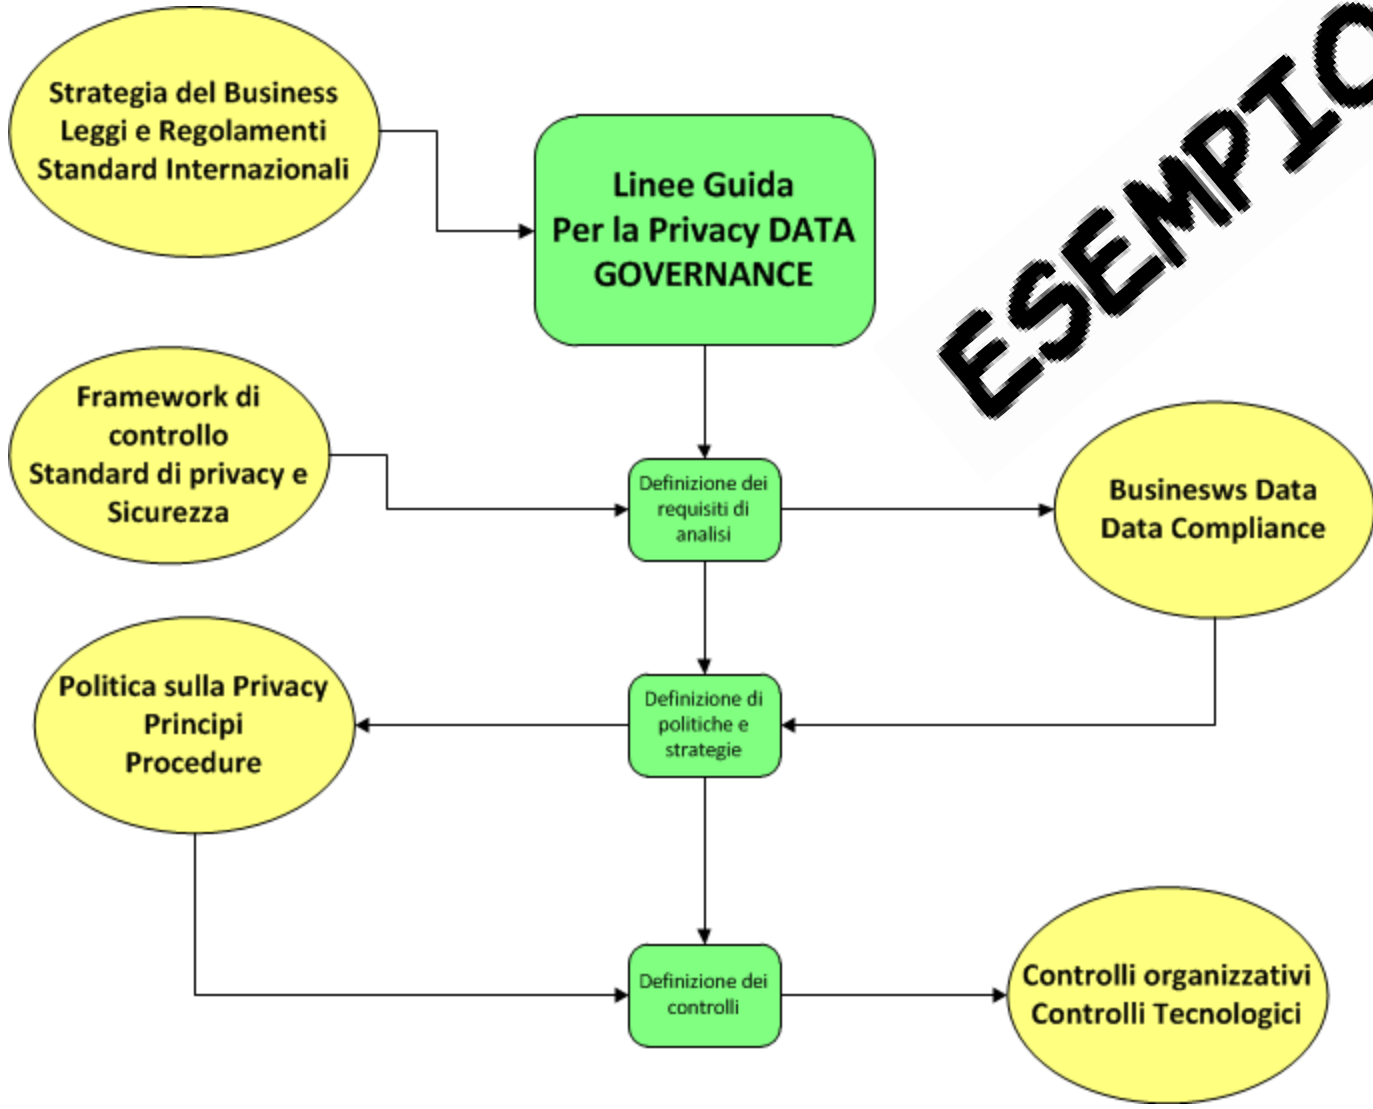 Strategia del Business
Leggi e Regolamenti
Standard Internazionali
Linee Guida
Per la Privacy DATA
GOVERNANCE
ESEMPIO
Framework di
controllo
Standard di privacy e
Sicurezza
Definizione dei
requisiti di
analisi
Businesws Data
Data Compliance
Politica sulla Privacy
Principi
Procedure
Definizione di
politiche e
strategie
Definizione dei
controlli
Controlli organizzativi
Controlli Tecnologici